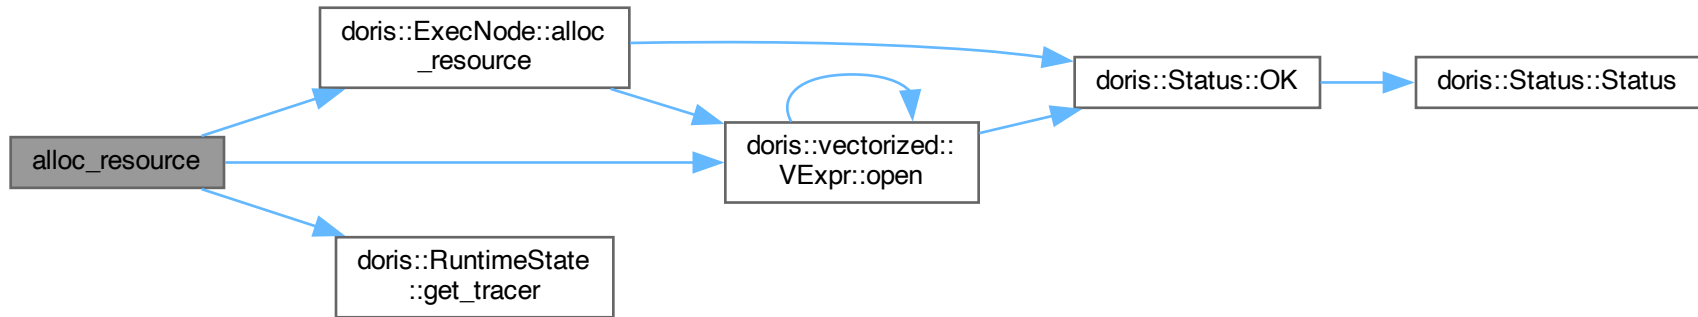 alloc_resource
doris::ExecNode::alloc
_resource
doris::RuntimeState
::get_tracer
doris::vectorized::
VExpr::open
doris::Status::OK
doris::Status::Status